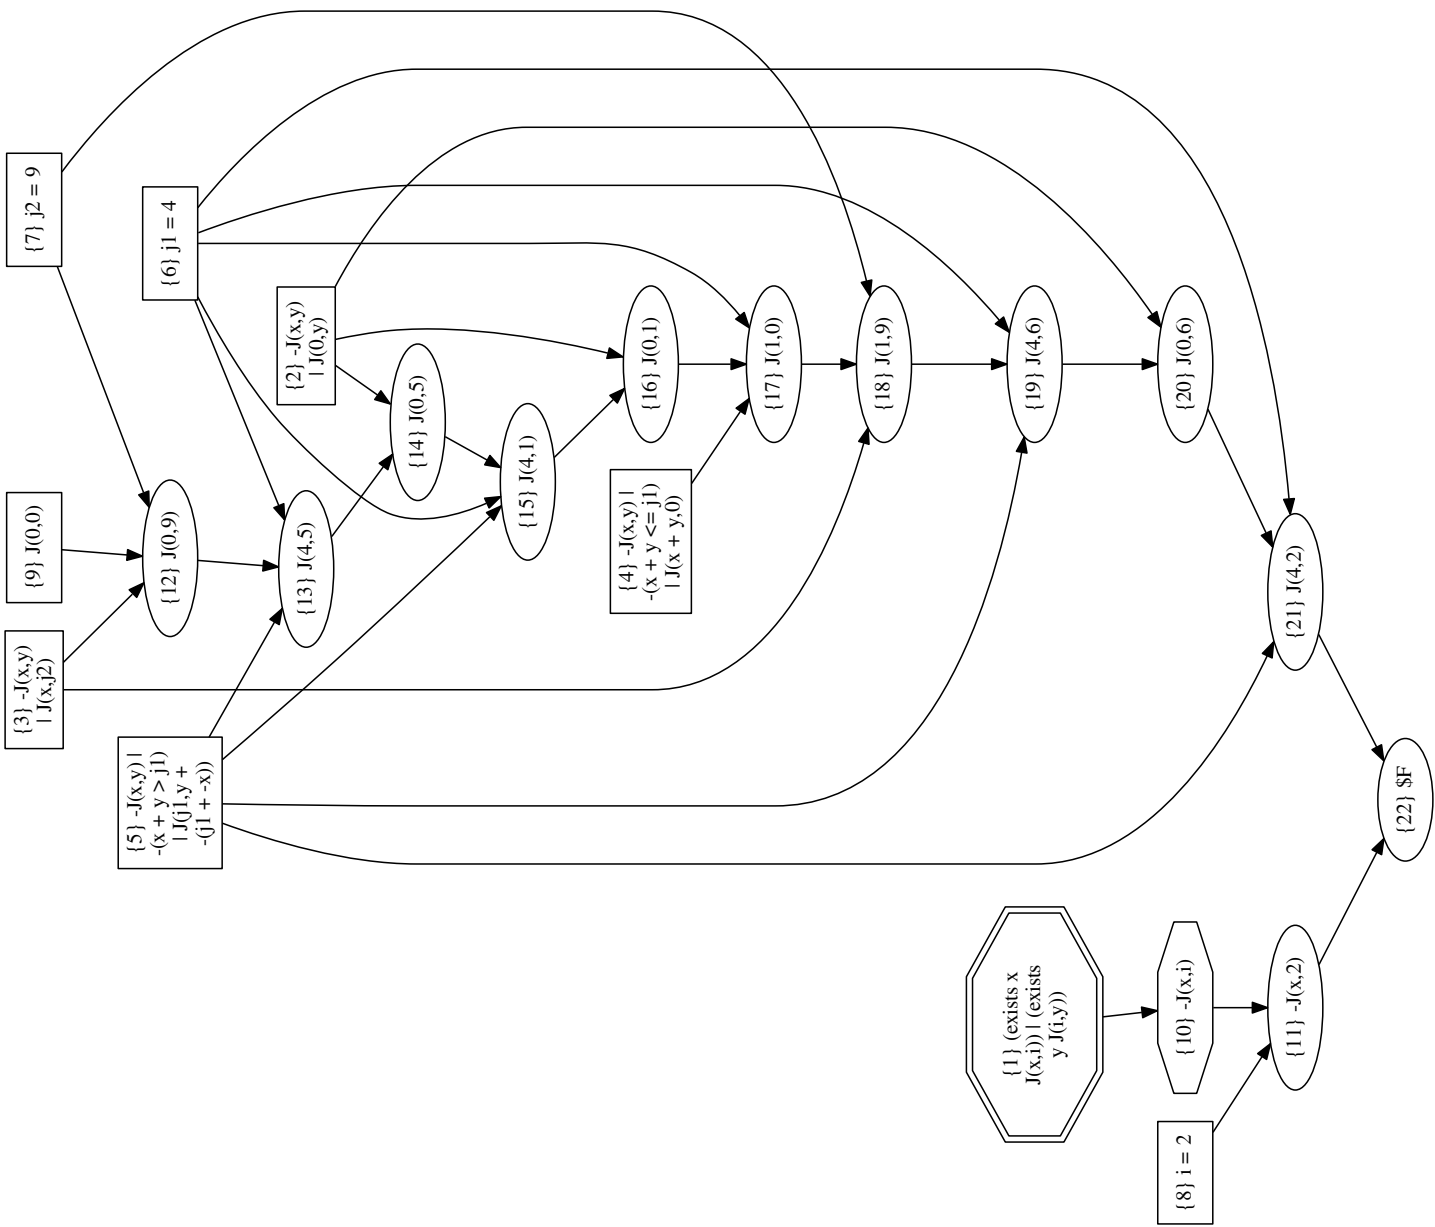 {7} j2 = 9
{6} j1 = 4
{2} -J(x,y)
| J(0,y)
{9} J(0,0)
{3} -J(x,y)
| J(x,j2)
{12} J(0,9)
{13} J(4,5)
{5} -J(x,y) |
-(x + y > j1)
| J(j1,y +
-(j1 + -x))
{14} J(0,5)
{15} J(4,1)
{16} J(0,1)
{4} -J(x,y) |
-(x + y <= j1)
| J(x + y,0)
{17} J(1,0)
{18} J(1,9)
{19} J(4,6)
{20} J(0,6)
{21} J(4,2)
{1} (exists x
J(x,i)) | (exists
y J(i,y))
{10} -J(x,i)
{8} i = 2
{11} -J(x,2)
{22} $F